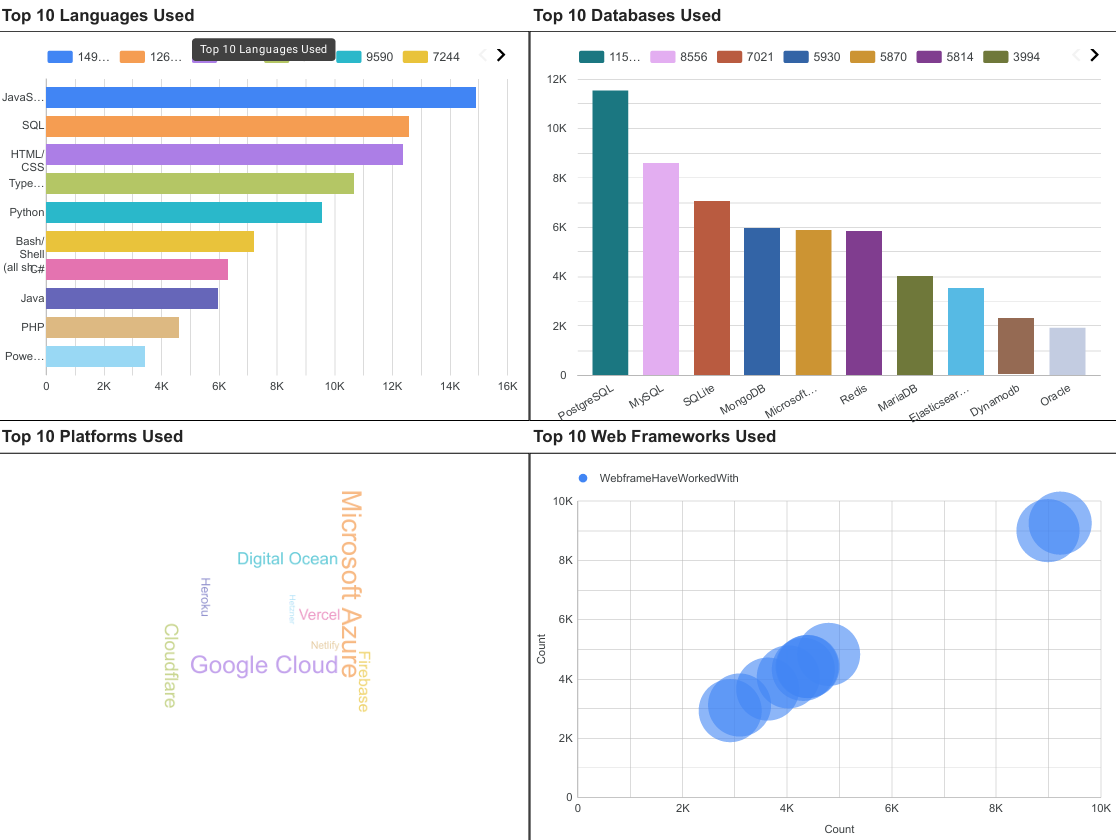 Top 10 Languages Used
Top 10 Languages Used
149…
126…
9590
7244
JavaS…
SQL
HTML/
CSS
Type…
Python
Bash/
Shell
(all sh
C#
Java
PHP
Powe…
0 2K 4K 6K 8K 10K 12K 14K 16K
Top 10 Databases Used
115… 8556 7021 5930 5870 5814 3994
12K
10K
8K
6K
4K
2K
0
PostgreSQL
MySQL
SQLite
MongoDB
Microsoft…
Redis
MariaDB
Elasticsear…
Dynamodb
Oracle
Top 10 Platforms Used
Microsoft Azure
Digital Ocean
Heroku
Hetzner
Vercel
Cloudflare
Netlify
Google Cloud
Firebase
Top 10 Web Frameworks Used
WebframeHaveWorkedWith
10K
8K
6K
4K
2K
0
Count
0 2K 4K 6K 8K 10K
Count